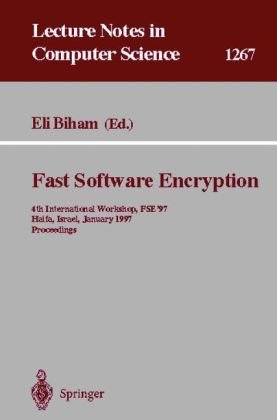 Lecture Notes in
Computer Science 1267
Eli Biham (Ed.)
Fast Software Encryption
4th International Workshop, FSE'97
Haifa, Israel, January 1997
Proceedings
Springer